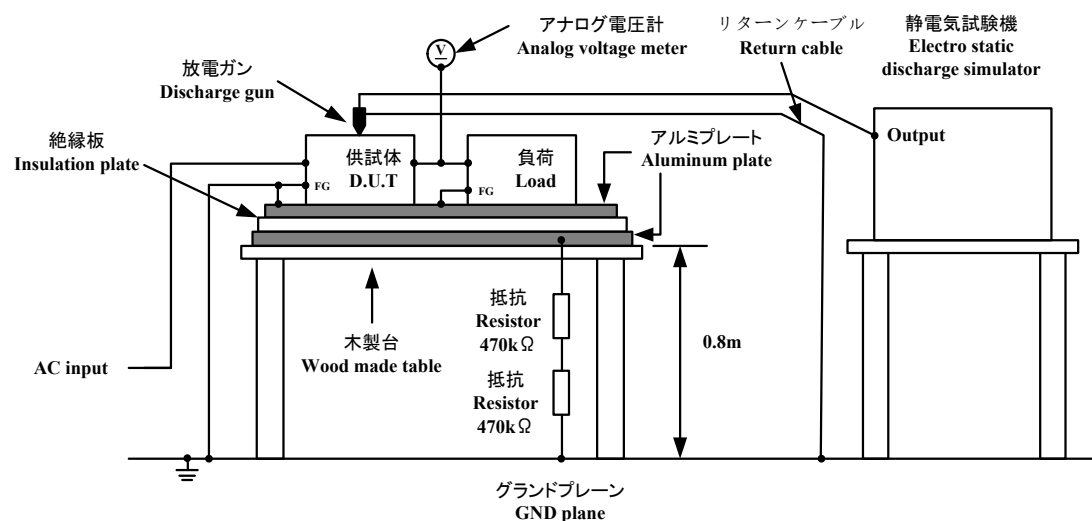 アナログ電圧計
Analog voltage meter
リターンケーブル
Return cable
静電気試験機
Electro static
discharge simulator
V
放電ガン
Discharge gun
絶縁板
Insulation plate
供試体
D.U.T
FG
負荷
Load
FG
アルミプレート
Aluminum plate
Output
抵抗
Resistor
470kΩ
抵抗
Resistor
470kΩ
0.8m
木製台
Wood made table
AC input
グランドプレーン
GND plane